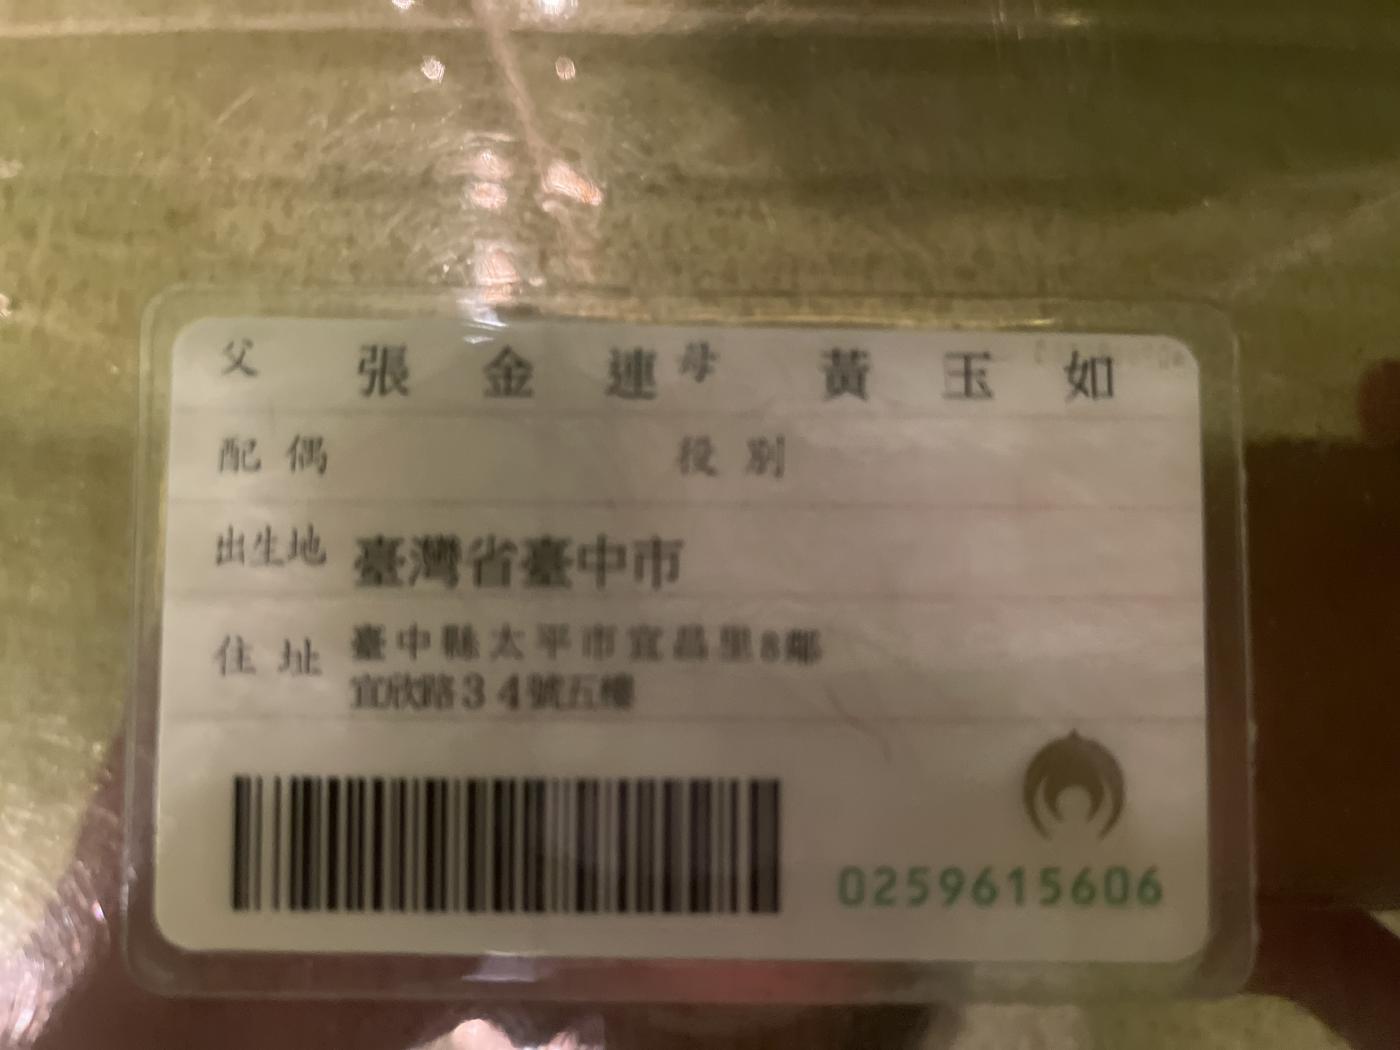 父 張金連 母 黃玉如
配偶 役別
出生地 臺灣省臺中市
住址 臺中縣太平市宜昌里8鄰
宜欣路34號五樓
0259615606